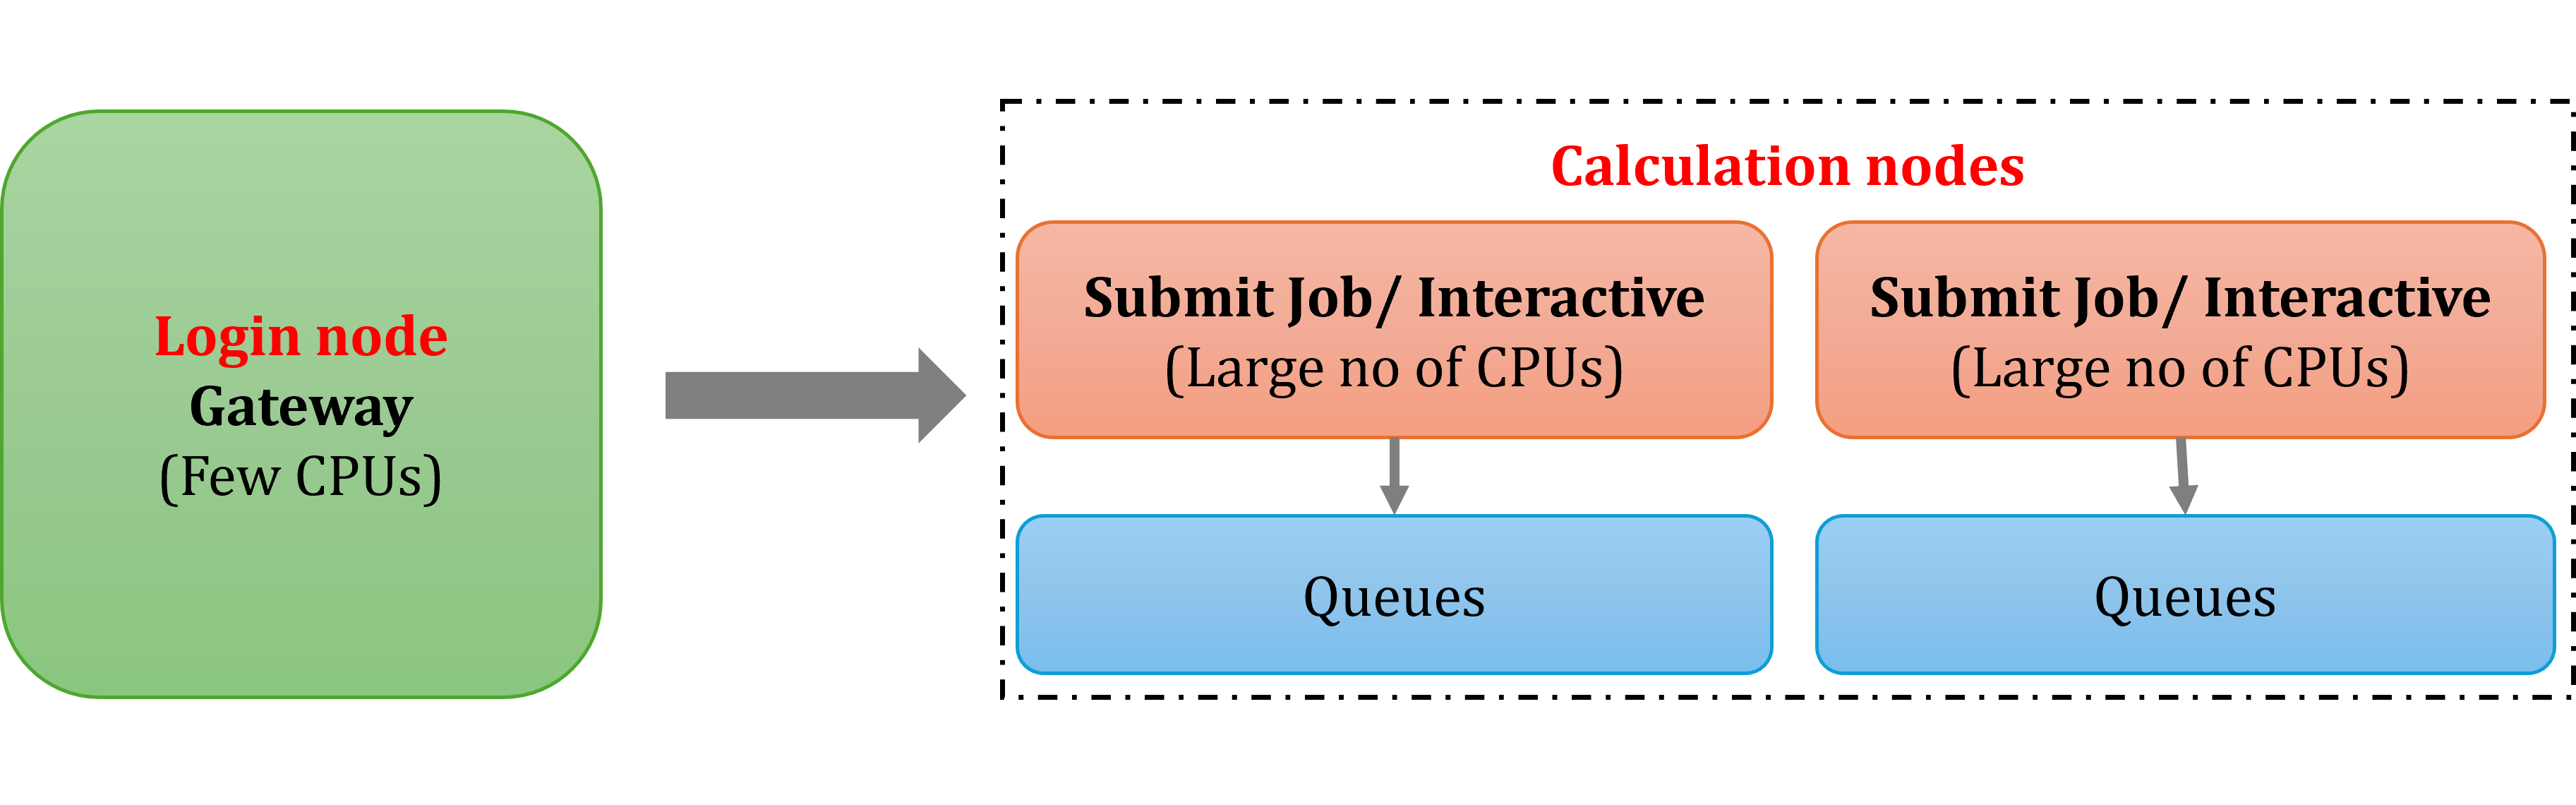 Login node
Gateway
(Few CPUs)
Calculation nodes
Submit Job/ Interactive
(Large no of CPUs)
Submit Job/ Interactive
(Large no of CPUs)
Queues
Queues